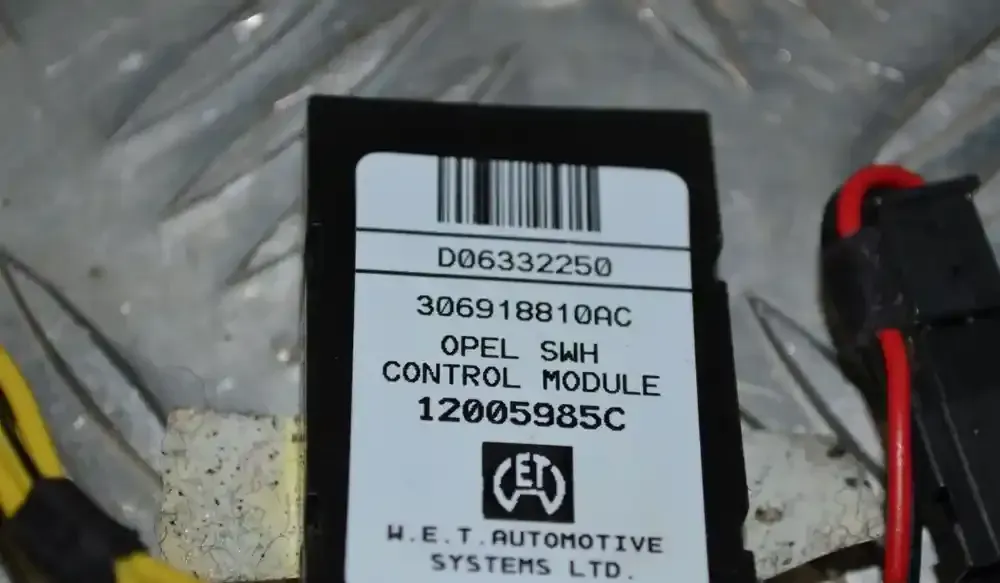 D06332250
306918810AC
OPEL SWH
CONTROL MODULE
12005985C
W.E.T.
W.E.T.AUTOMOTIVE
SYSTEMS LTD.